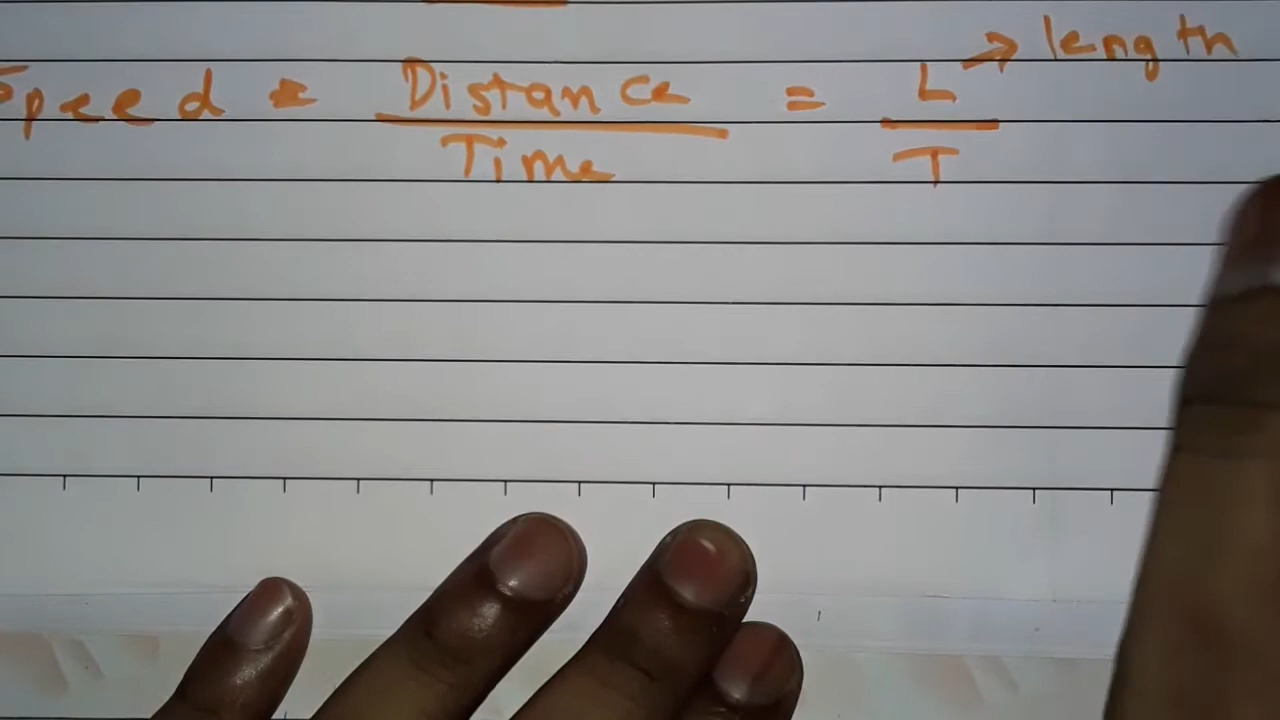 Speed = Distance / Time = L / T → length